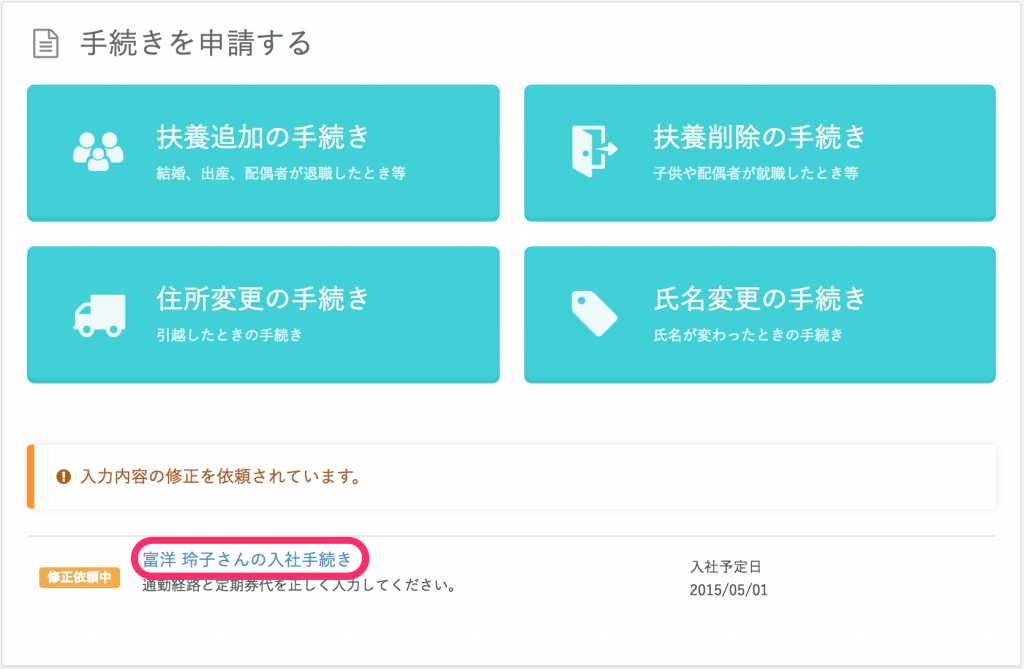 手続きを申請する
扶養追加の手続き
結婚、出産、配偶者が退職したとき等
扶養削除の手続き
子供や配偶者が就職したとき等
住所変更の手続き
引越したときの手続き
氏名変更の手続き
氏名が変わったときの手続き
入力内容の修正を依頼されています。
修正依頼中
富洋 玲子さんの入社手続き
通勤経路と定期券代を正しく入力してください。
入社予定日
2015/05/01